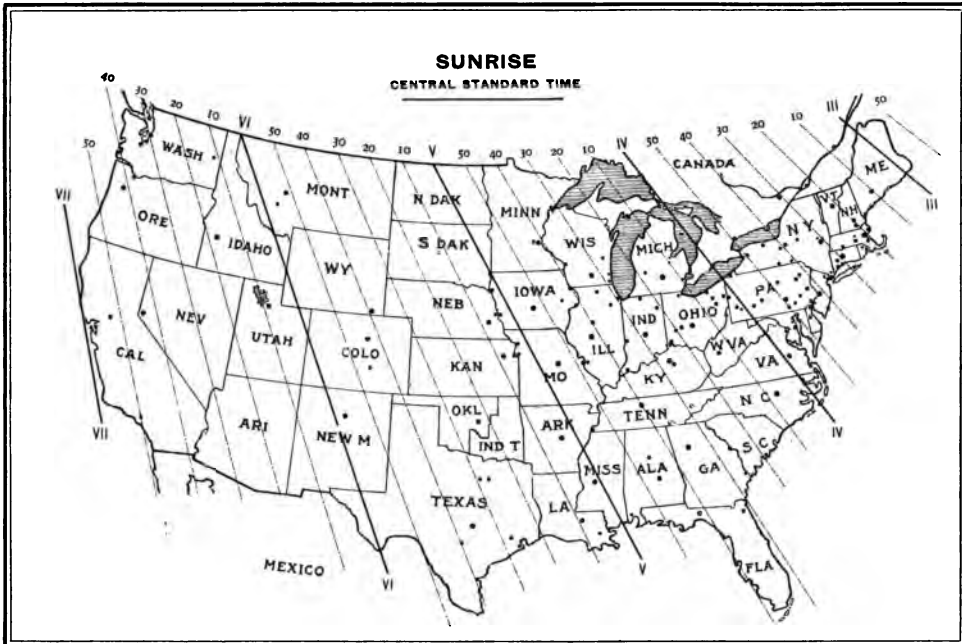 SUNRISE
CENTRAL STANDARD TIME
40
30
20
10
VI
50
40
30
20
10
V
50
40
30
20
10
IV
50
40
30
20
10
III
50
50
VII
VII
VI
V
IV
III
CANADA
MEXICO
WASH
ORE
CAL
NEV
IDAHO
MONT
WY
UTAH
COLO
ARI
NEW M
N DAK
S DAK
NEB
KAN
OKL
IND T
TEXAS
MINN
IOWA
MO
ARK
LA
WIS
ILL
MICH
IND
OHIO
KY
TENN
MISS
ALA
GA
FLA
S C
N C
VA
W VA
PA
N Y
VT
NH
ME